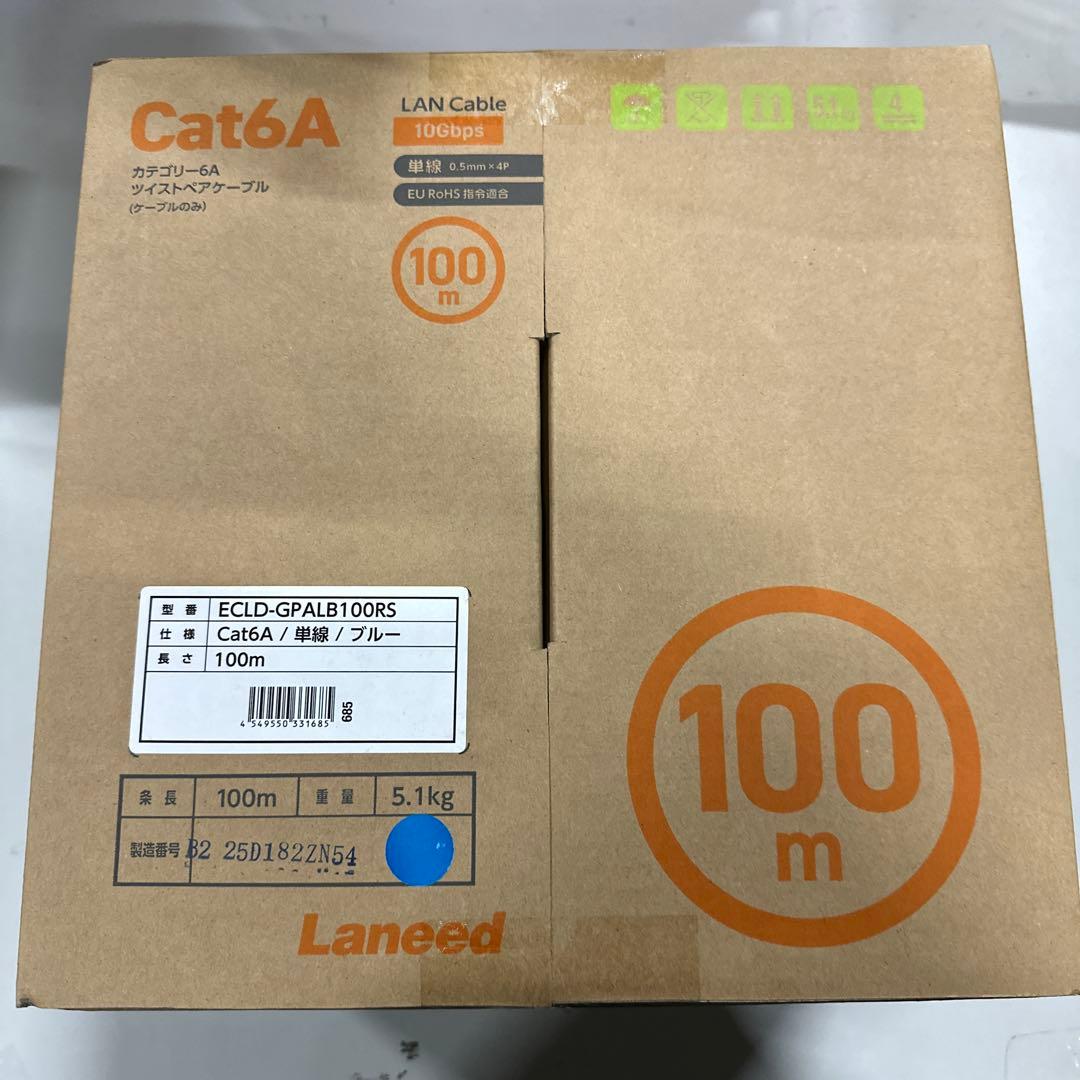 Cat6A
カテゴリー6A
ツイストペアケーブル
(ケーブルのみ)
LAN Cable
10Gbps
単線 0.5mm×4P
EU RoHS 指令適合
100
m
5.1
4
型番 ECLD-GPALB100RS
仕様 Cat6A / 単線 / ブルー
長さ 100m
4 549550 331685
685
条長 100m 重量 5.1kg
製造番号 B2 25D182ZN54
Laneed
100
m